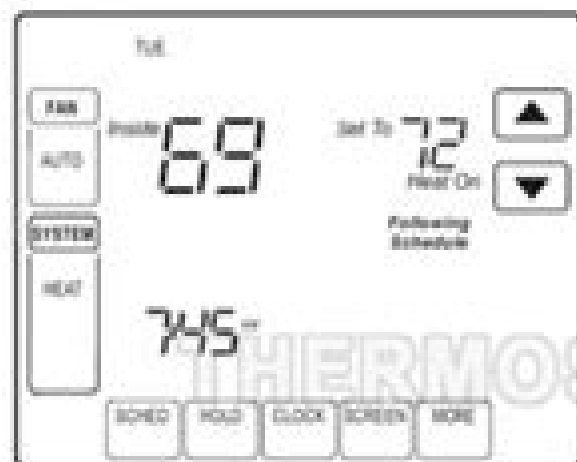 TUE
FAN
Inside 69
Set To 72
AUTO
Heat On
SYSTEM
Following
Schedule
HEAT
7:45
THERMOS
SCHED HOLD CLOCK SCREEN MORE